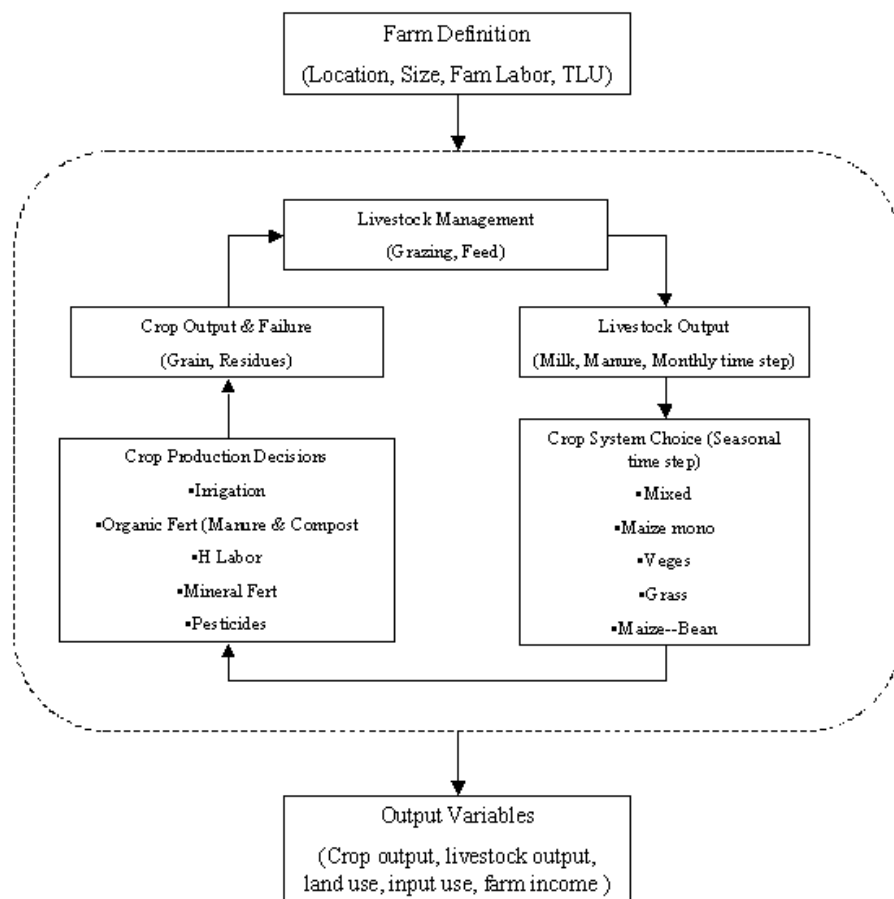 Farm Definition
(Location, Size, Fam Labor, TLU)
Livestock Management
(Grazing, Feed)
Crop Output & Failure
(Grain, Residues)
Livestock Output
(Milk, Manure, Monthly time step)
Crop Production Decisions
▪Irrigation
▪Organic Fert (Manure & Compost
▪H Labor
▪Mineral Fert
▪Pesticides
Crop System Choice (Seasonal
time step)
▪Mixed
▪Maize mono
▪Veges
▪Grass
▪Maize--Bean
Output Variables
(Crop output, livestock output,
land use, input use, farm income )